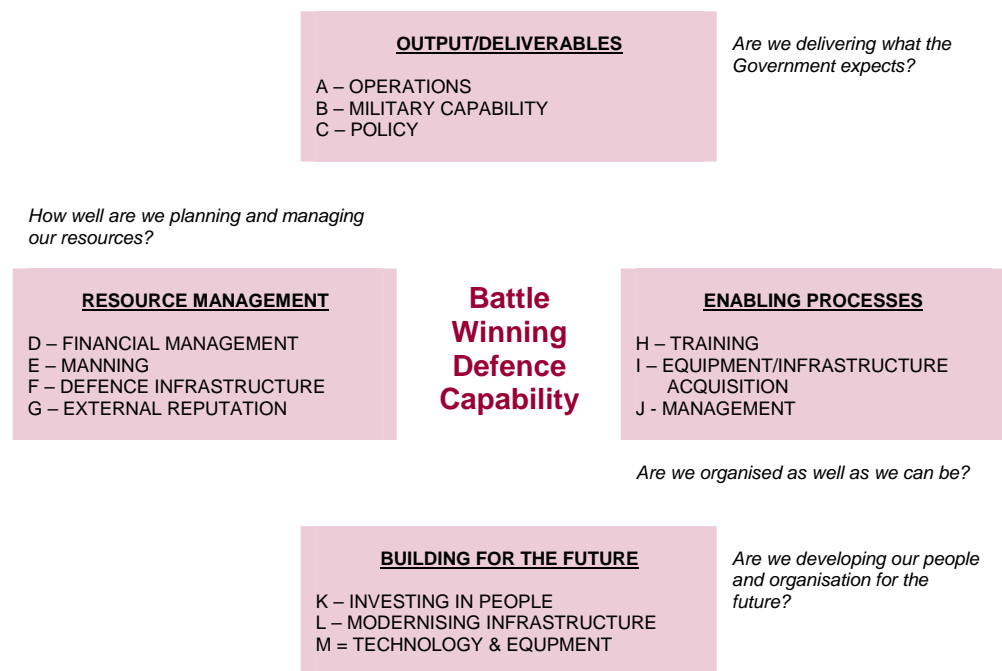 OUTPUT/DELIVERABLES
A – OPERATIONS
B – MILITARY CAPABILITY
C – POLICY
Are we delivering what the
Government expects?
How well are we planning and managing
our resources?
RESOURCE MANAGEMENT
D – FINANCIAL MANAGEMENT
E – MANNING
F – DEFENCE INFRASTRUCTURE
G – EXTERNAL REPUTATION
Battle
Winning
Defence
Capability
ENABLING PROCESSES
H – TRAINING
I – EQUIPMENT/INFRASTRUCTURE
ACQUISITION
J - MANAGEMENT
Are we organised as well as we can be?
BUILDING FOR THE FUTURE
K – INVESTING IN PEOPLE
L – MODERNISING INFRASTRUCTURE
M = TECHNOLOGY & EQUPMENT
Are we developing our people
and organisation for the
future?